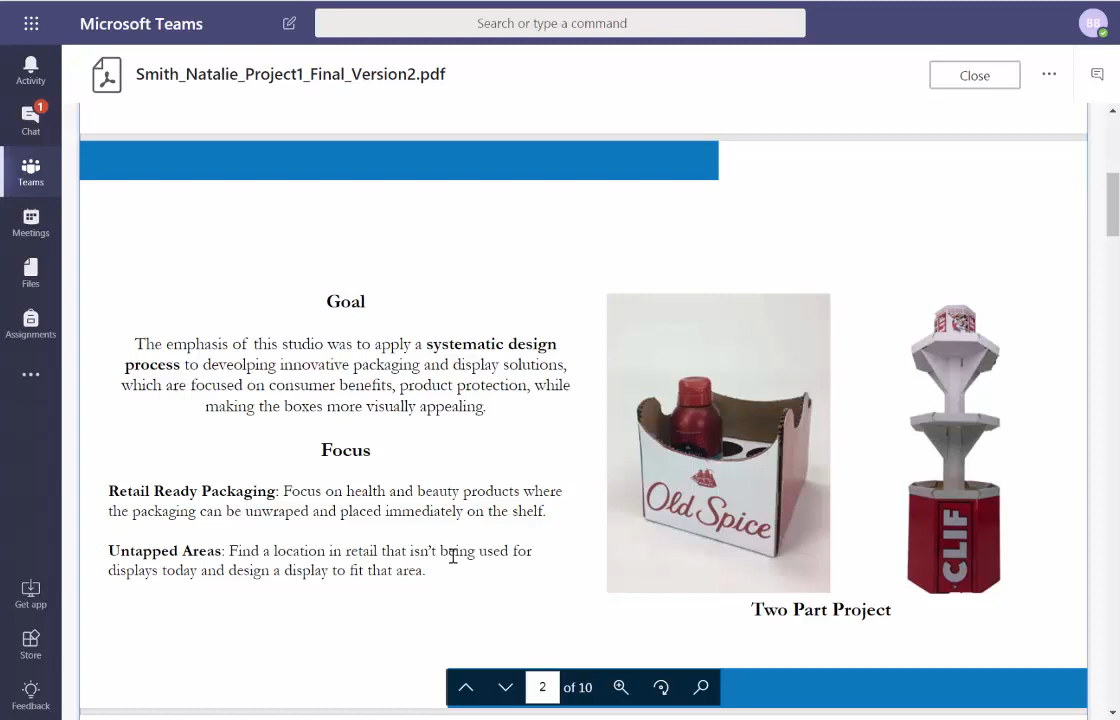 Microsoft Teams
Search or type a command
BB
Activity
Smith_Natalie_Project1_Final_Version2.pdf
Close
1
Chat
Teams
Meetings
Files
Assignments
Get app
Store
Feedback
Goal
The emphasis of this studio was to apply a systematic design
process to deveolping innovative packaging and display solutions,
which are focused on consumer benefits, product protection, while
making the boxes more visually appealing.
Focus
Retail Ready Packaging: Focus on health and beauty products where
the packaging can be unwraped and placed immediately on the shelf.
Untapped Areas: Find a location in retail that isn't being used for
displays today and design a display to fit that area.
Old Spice
CLIF
Two Part Project
2 of 10